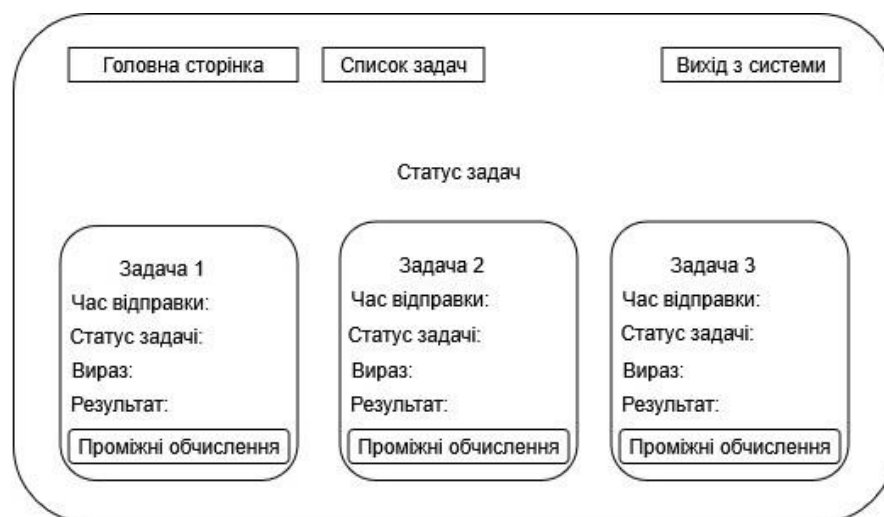 Головна сторінка
Список задач
Вихід з системи
Статус задач
Задача 1
Час відправки:
Статус задачі:
Вираз:
Результат:
Проміжні обчислення
Задача 2
Час відправки:
Статус задачі:
Вираз:
Результат:
Проміжні обчислення
Задача 3
Час відправки:
Статус задачі:
Вираз:
Результат:
Проміжні обчислення